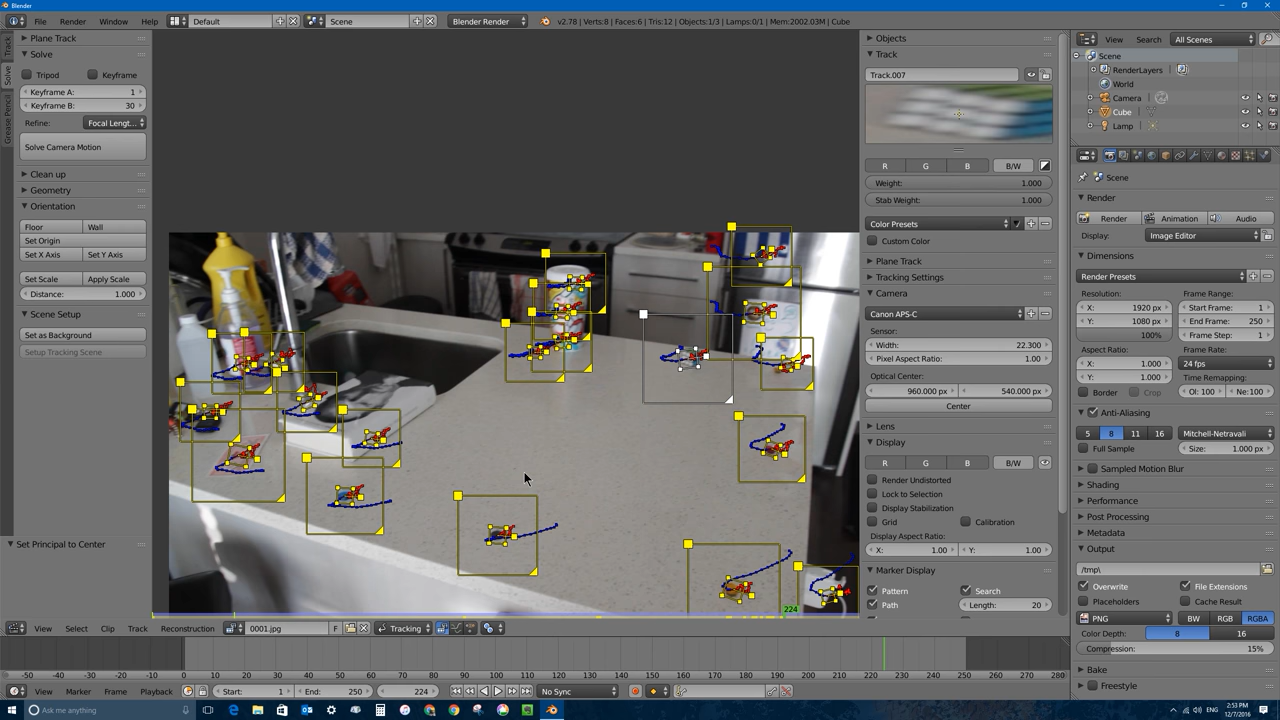 Blender
File Render Window Help Default Scene Blender Render v2.78 | Verts:8 | Faces:6 | Tris:12 | Objects:1/3 | Lamps:0/1 | Mem:2002.03M | Cube
Track
Solve
Grease Pencil
Plane Track
Solve
Tripod Keyframe
Keyframe A: 1
Keyframe B: 30
Refine: Focal Lengt...
Solve Camera Motion
Clean up
Geometry
Orientation
Floor Wall
Set Origin
Set X Axis Set Y Axis
Set Scale Apply Scale
Distance: 1.000
Scene Setup
Set as Background
Setup Tracking Scene
Set Principal to Center
224
Objects
Track
Track.007
R G B B/W
Weight: 1.000
Stab Weight: 1.000
Color Presets
Custom Color
Plane Track
Tracking Settings
Camera
Canon APS-C
Sensor:
Width: 22.300
Pixel Aspect Ratio: 1.00
Optical Center:
960.000 px 540.000 px
Center
Lens
Display
R G B B/W
Render Undistorted
Lock to Selection
Display Stabilization
Grid Calibration
Display Aspect Ratio:
X: 1.00 Y: 1.00
Marker Display
Pattern Search
Path Length: 20
View Search All Scenes
Scene
RenderLayers
World
Camera
Cube
Lamp
Scene
Render
Render Animation Audio
Display: Image Editor
Dimensions
Render Presets
Resolution: Frame Range:
X: 1920 px Start Frame: 1
Y: 1080 px End Frame: 250
100% Frame Step: 1
Aspect Ratio: Frame Rate:
X: 1.000 24 fps
Y: 1.000 Time Remapping:
Border Crop Ol: 100 Ne:100
Anti-Aliasing
5 8 11 16 Mitchell-Netravali
Full Sample Size: 1.000 px
Sampled Motion Blur
Shading
Performance
Post Processing
Metadata
Output
/tmp\
Overwrite File Extensions
Placeholders Cache Result
PNG BW RGB RGBA
Color Depth: 8 16
Compression: 15%
Bake
Freestyle
View Select Clip Track Reconstruction 0001.jpg F Tracking
-50 -40 -30 -20 -10 0 10 20 30 40 50 60 70 80 90 100 110 120 130 140 150 160 170 180 190 200 210 220 230 240 250 260 270 280
View Marker Frame Playback Start: 1 End: 250 224 No Sync
Ask me anything
ENG
2:53 PM
12/7/2016